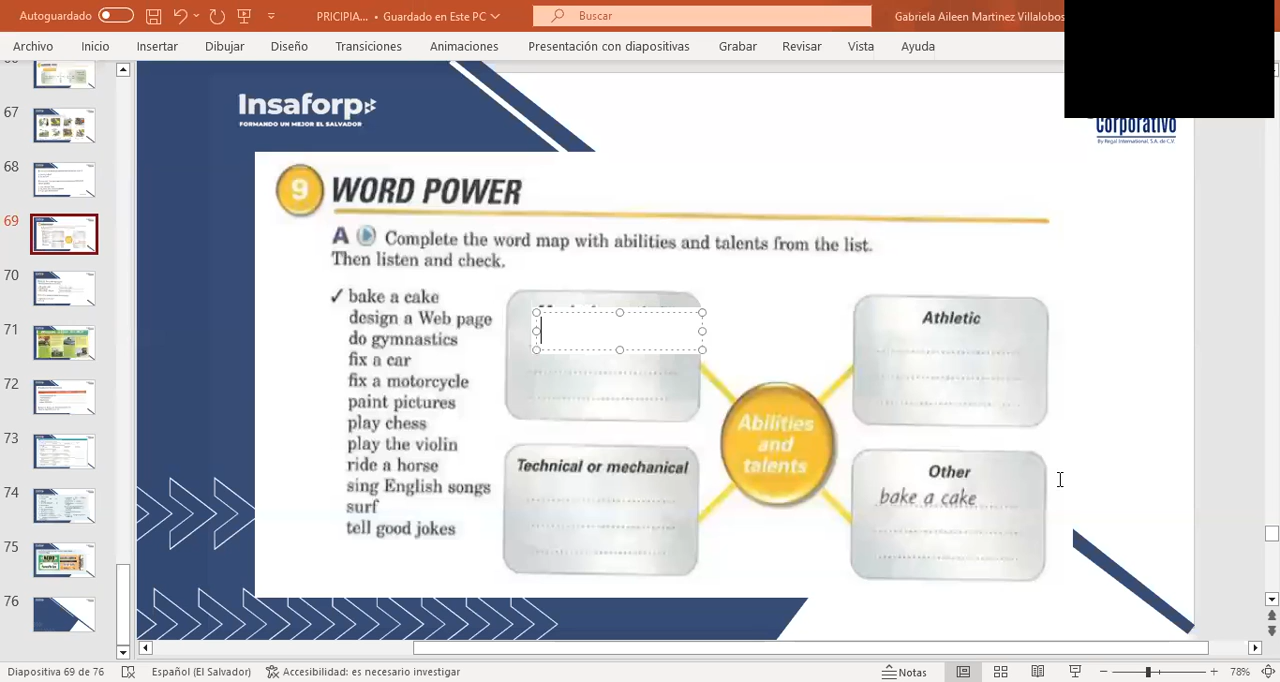 Autoguardado
PRICIPIA... • Guardado en Este PC
Buscar
Gabriela Aileen Martinez Villalobos
Archivo Inicio Insertar Dibujar Diseño Transiciones Animaciones Presentación con diapositivas Grabar Revisar Vista Ayuda
67
68
69
70
71
72
73
74
75
76
Insaforp
FORMANDO UN MEJOR EL SALVADOR
Corporativo
By Regal International, S.A. de C.V.
9 WORD POWER
A Complete the word map with abilities and talents from the list.
Then listen and check.
✓ bake a cake
design a Web page
do gymnastics
fix a car
fix a motorcycle
paint pictures
play chess
play the violin
ride a horse
sing English songs
surf
tell good jokes
Athletic
Abilities
and
talents
Technical or mechanical
Other
bake a cake
Diapositiva 69 de 76 Español (El Salvador) Accesibilidad: es necesario investigar Notas 78%